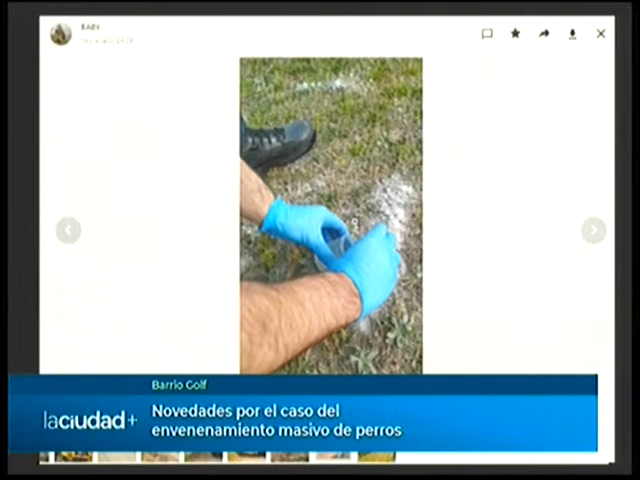 Barrio Golf
laciudad+
Novedades por el caso del
envenenamiento masivo de perros